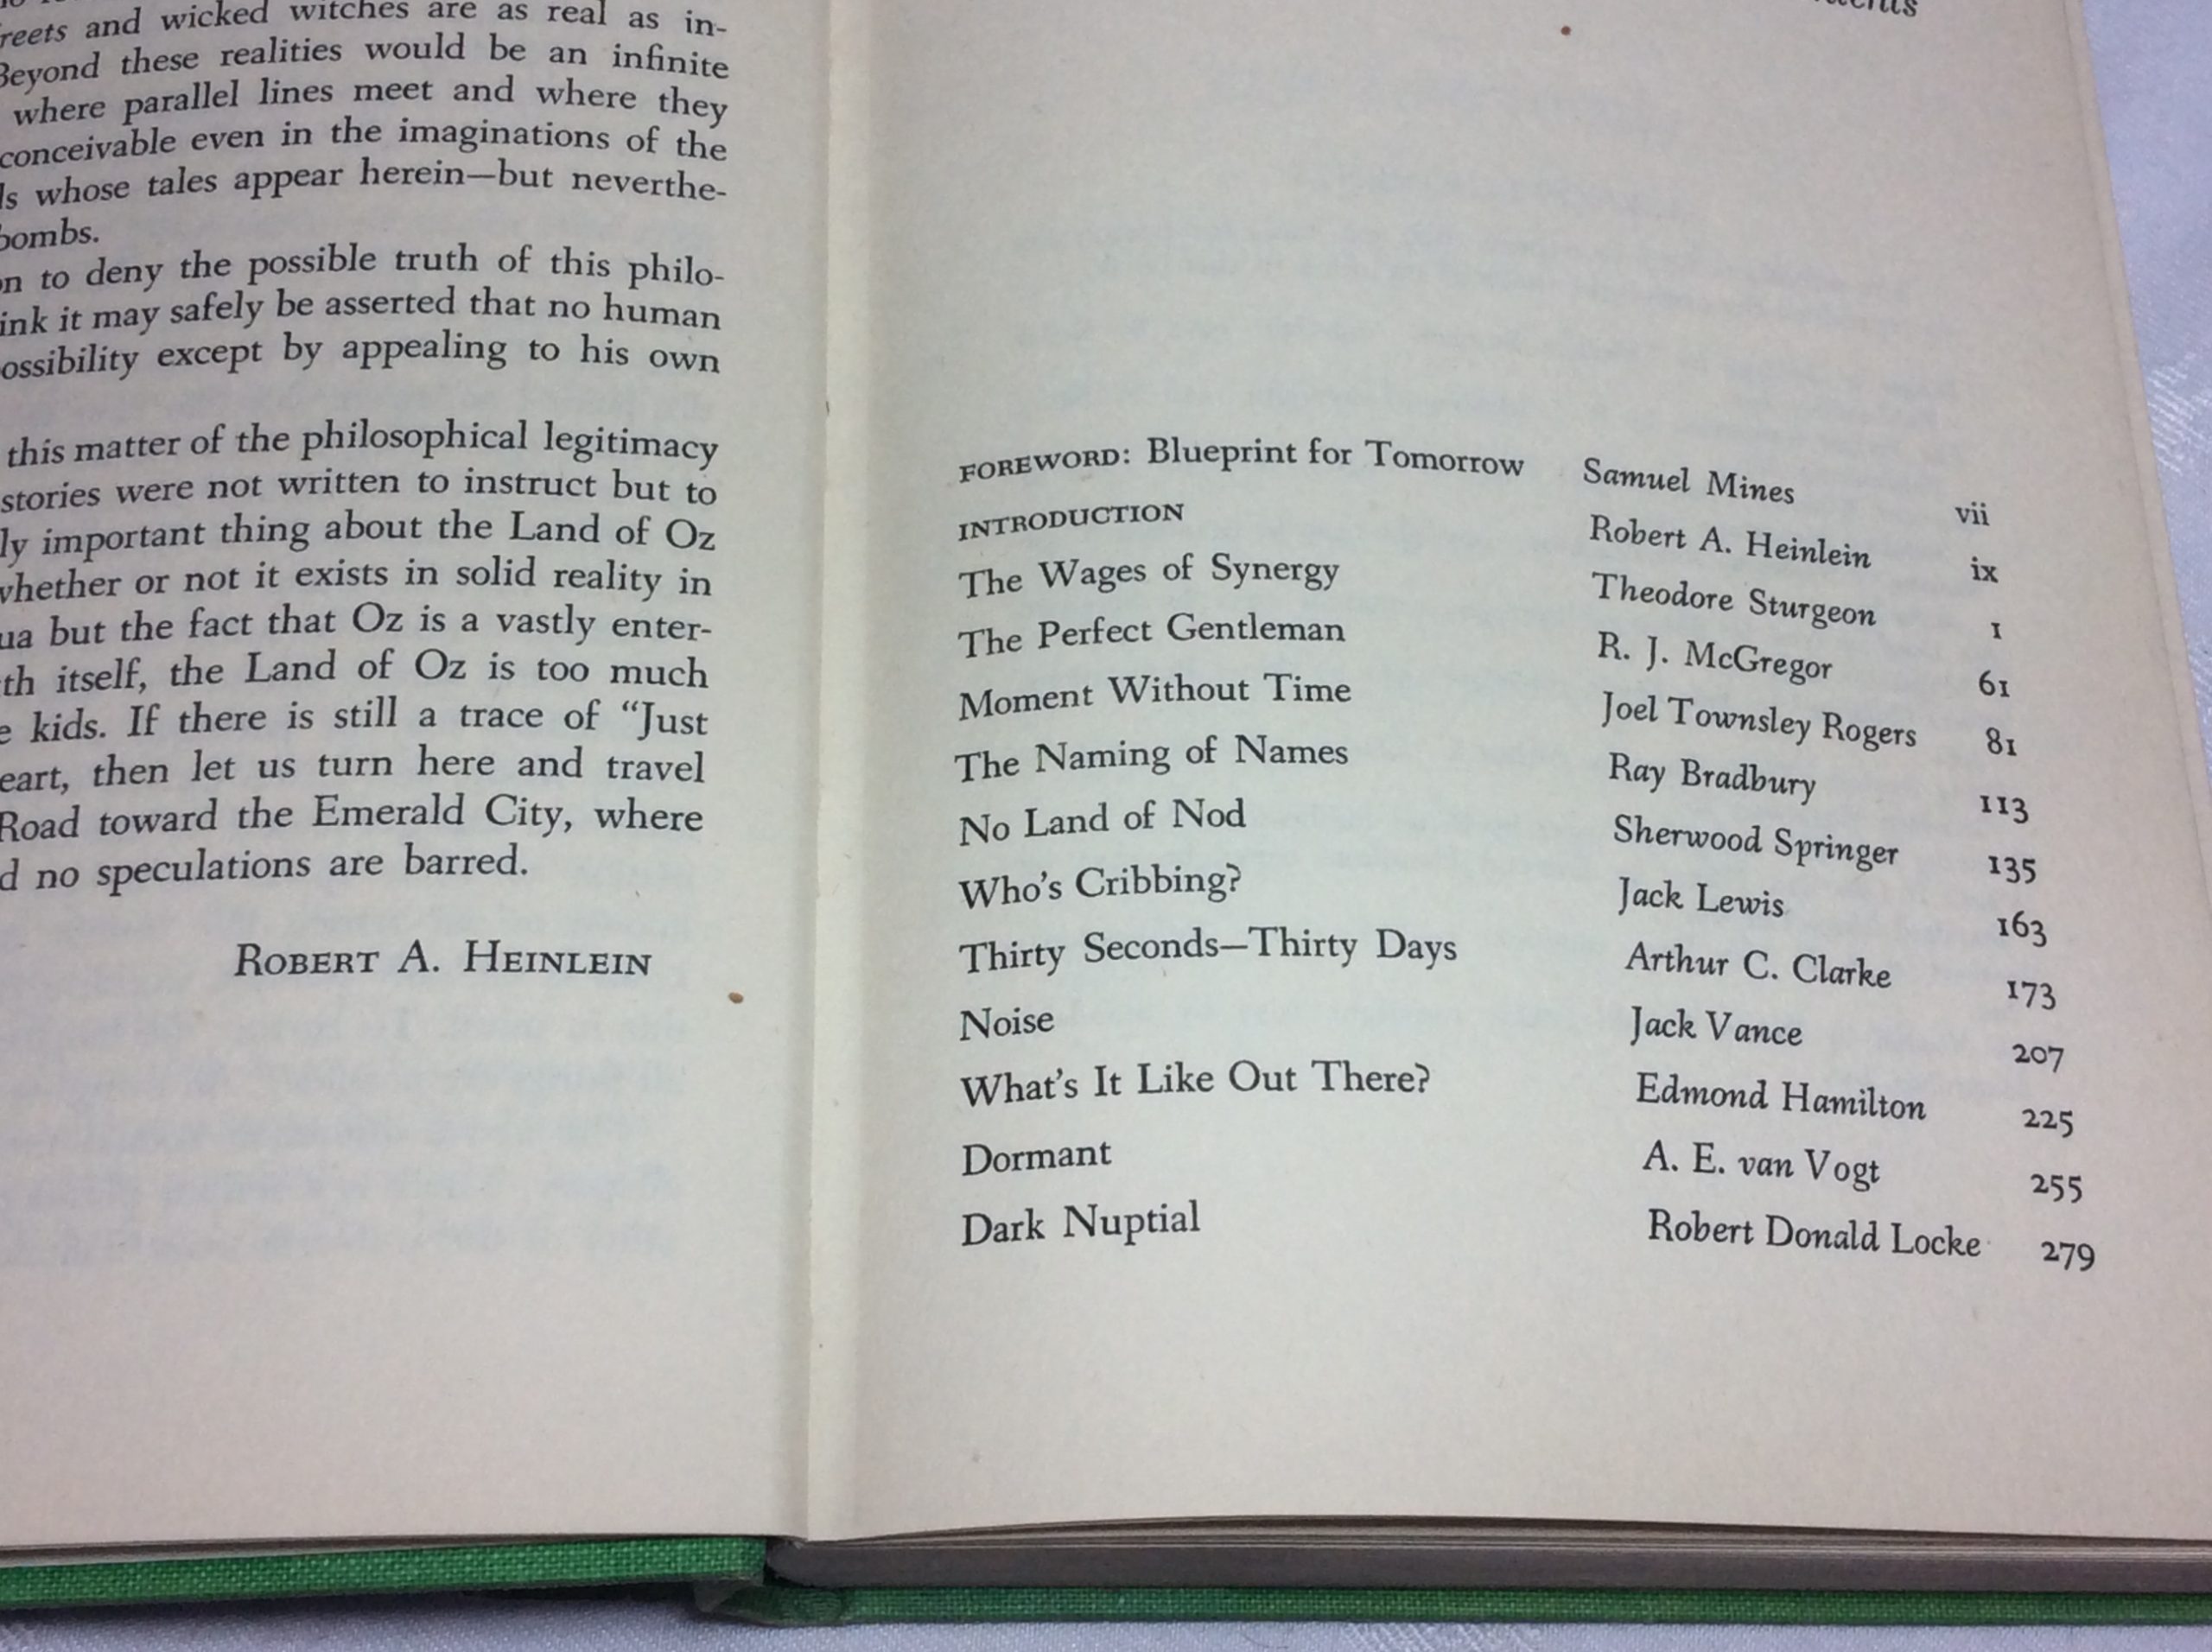 and wicked witches are as real as in-
Beyond these realities would be an infinite
where parallel lines meet and where they
conceivable even in the imaginations of the
whose tales appear herein—but neverthe-
bombs.
to deny the possible truth of this philo-
it may safely be asserted that no human
except by appealing to his own
this matter of the philosophical legitimacy
stories were not written to instruct but to
important thing about the Land of Oz
whether or not it exists in solid reality in
but the fact that Oz is a vastly enter-
itself, the Land of Oz is too much
kids. If there is still a trace of “Just
then let us turn here and travel
Road toward the Emerald City, where
no speculations are barred.
ROBERT A. HEINLEIN
FOREWORD: Blueprint for Tomorrow Samuel Mines vii
INTRODUCTION Robert A. Heinlein ix
The Wages of Synergy Theodore Sturgeon 1
The Perfect Gentleman R. J. McGregor 61
Moment Without Time Joel Townsley Rogers 81
The Naming of Names Ray Bradbury 113
No Land of Nod Sherwood Springer 135
Who's Cribbing? Jack Lewis 163
Thirty Seconds—Thirty Days Arthur C. Clarke 173
Noise Jack Vance 207
What's It Like Out There? Edmond Hamilton 225
Dormant A. E. van Vogt 255
Dark Nuptial Robert Donald Locke 279